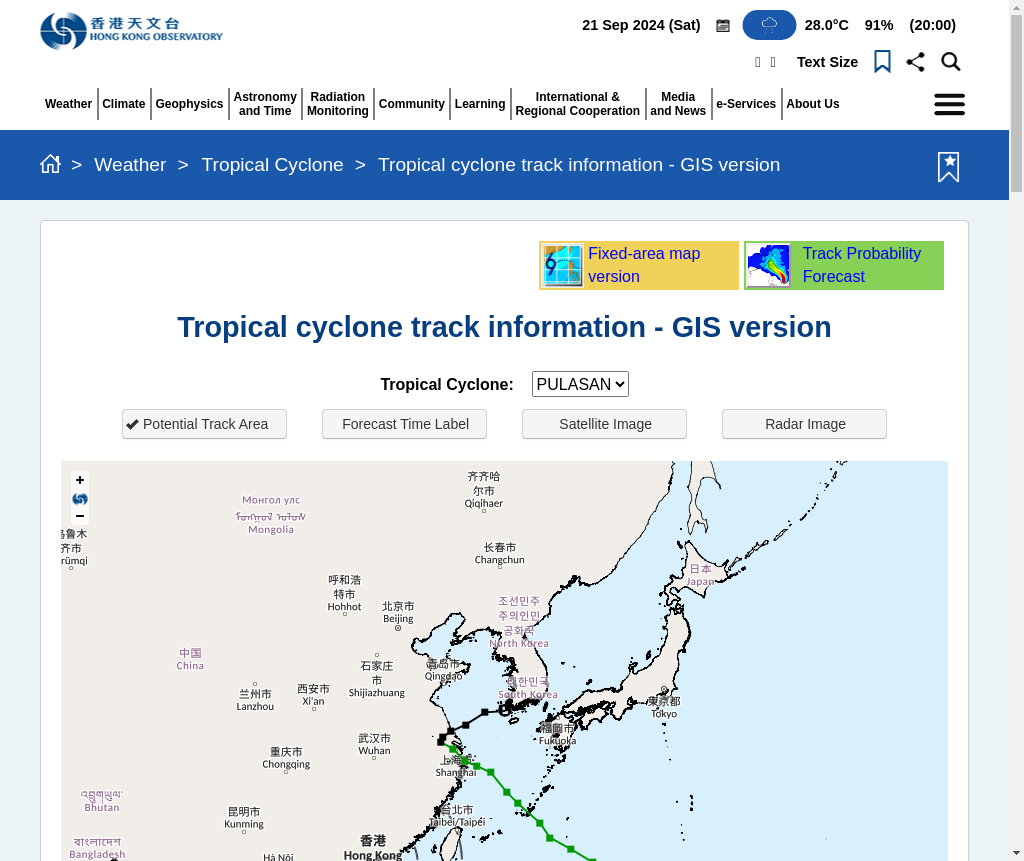 香港天文台
HONG KONG OBSERVATORY
21 Sep 2024 (Sat) 28.0°C 91% (20:00)
Text Size
Weather
Climate
Geophysics
Astronomy
and Time
Radiation
Monitoring
Community
Learning
International &
Regional Cooperation
Media
and News
e-Services
About Us
> Weather > Tropical Cyclone > Tropical cyclone track information - GIS version
Fixed-area map
version
Track Probability
Forecast
Tropical cyclone track information - GIS version
Tropical Cyclone: PULASAN
Potential Track Area
Forecast Time Label
Satellite Image
Radar Image
+
−
齐齐哈
尔市
Qiqihaer
Монгол улс
Mongolia
鲁木
齐市
rümqi
长春市
Changchun
日本
Japan
呼和浩
特市
Hohhot
北京市
Beijing
조선민주
주의인민
공화국
North Korea
中国
China
石家庄
市
Shijiazhuang
青岛市
Qingdao
대한민국
South Korea
兰州市
Lanzhou
西安市
Xi'an
東京都
Tokyo
福岡市
Fukuoka
武汉市
Wuhan
重庆市
Chongqing
上海市
Shanghai
འབྲུག་ཡུལ་
Bhutan
昆明市
Kunming
台北市
Taibei/Taipei
বাংলাদেশ
Bangladesh
香港
Hong Kong
Hà Nội